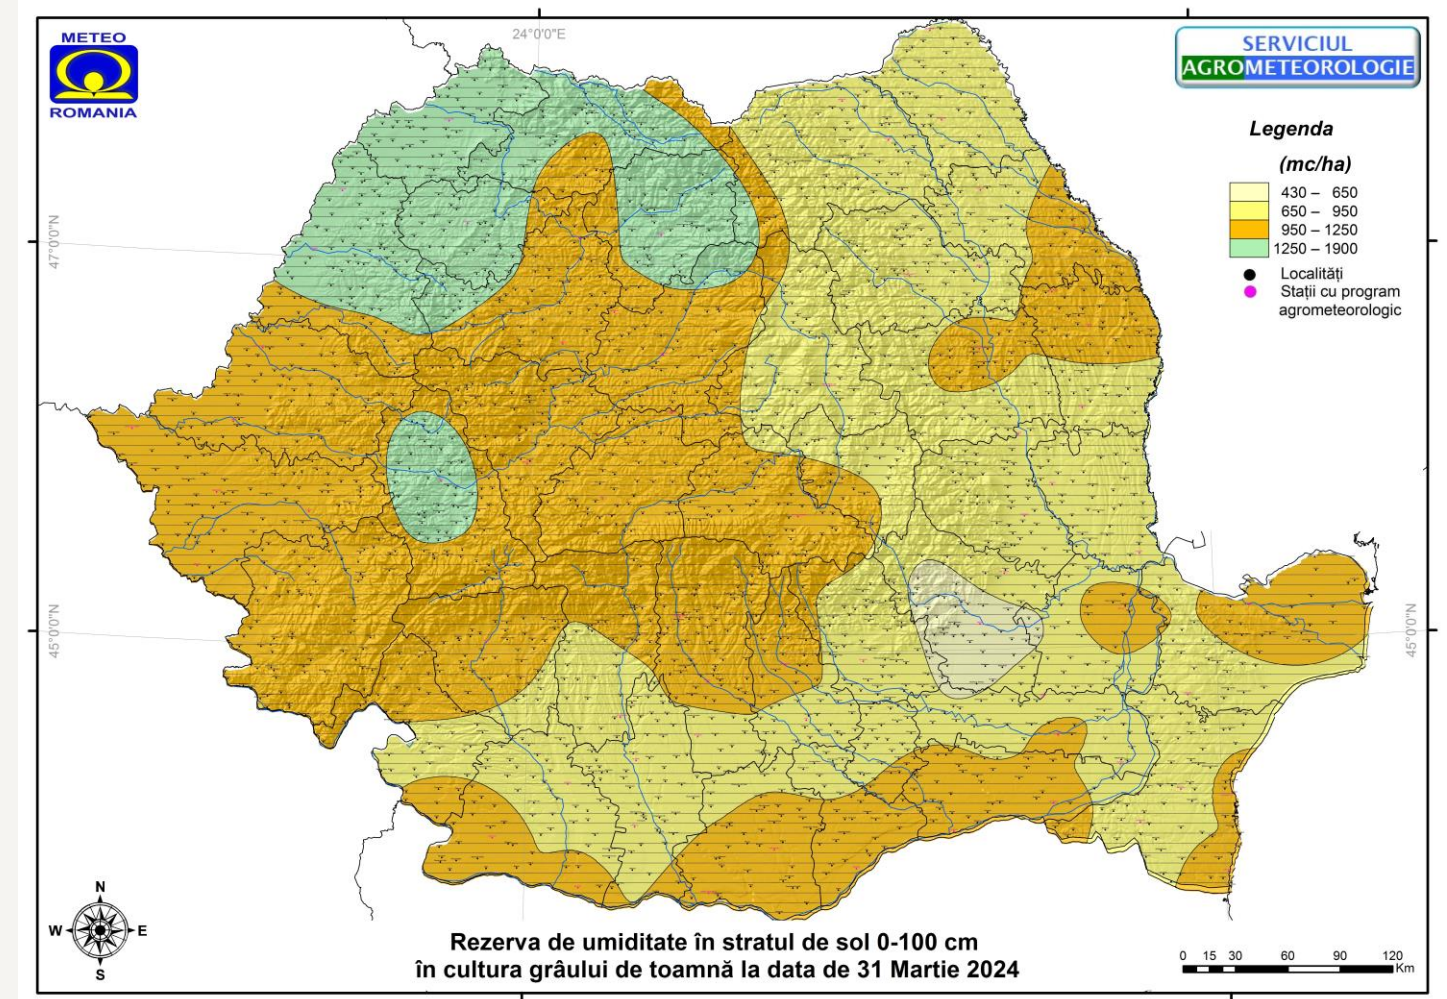 METEO
ROMANIA
24°0'0"E
SERVICIUL
AGROMETEOROLOGIE
Legenda
(mc/ha)
430 – 650
650 – 950
950 – 1250
1250 – 1900
Localități
Stații cu program
agrometeorologic
47°0'0"N
45°0'0"N
45°0'0"N
N
W E
S
Rezerva de umiditate în stratul de sol 0-100 cm
în cultura grâului de toamnă la data de 31 Martie 2024
0 15 30 60 90 120
Km